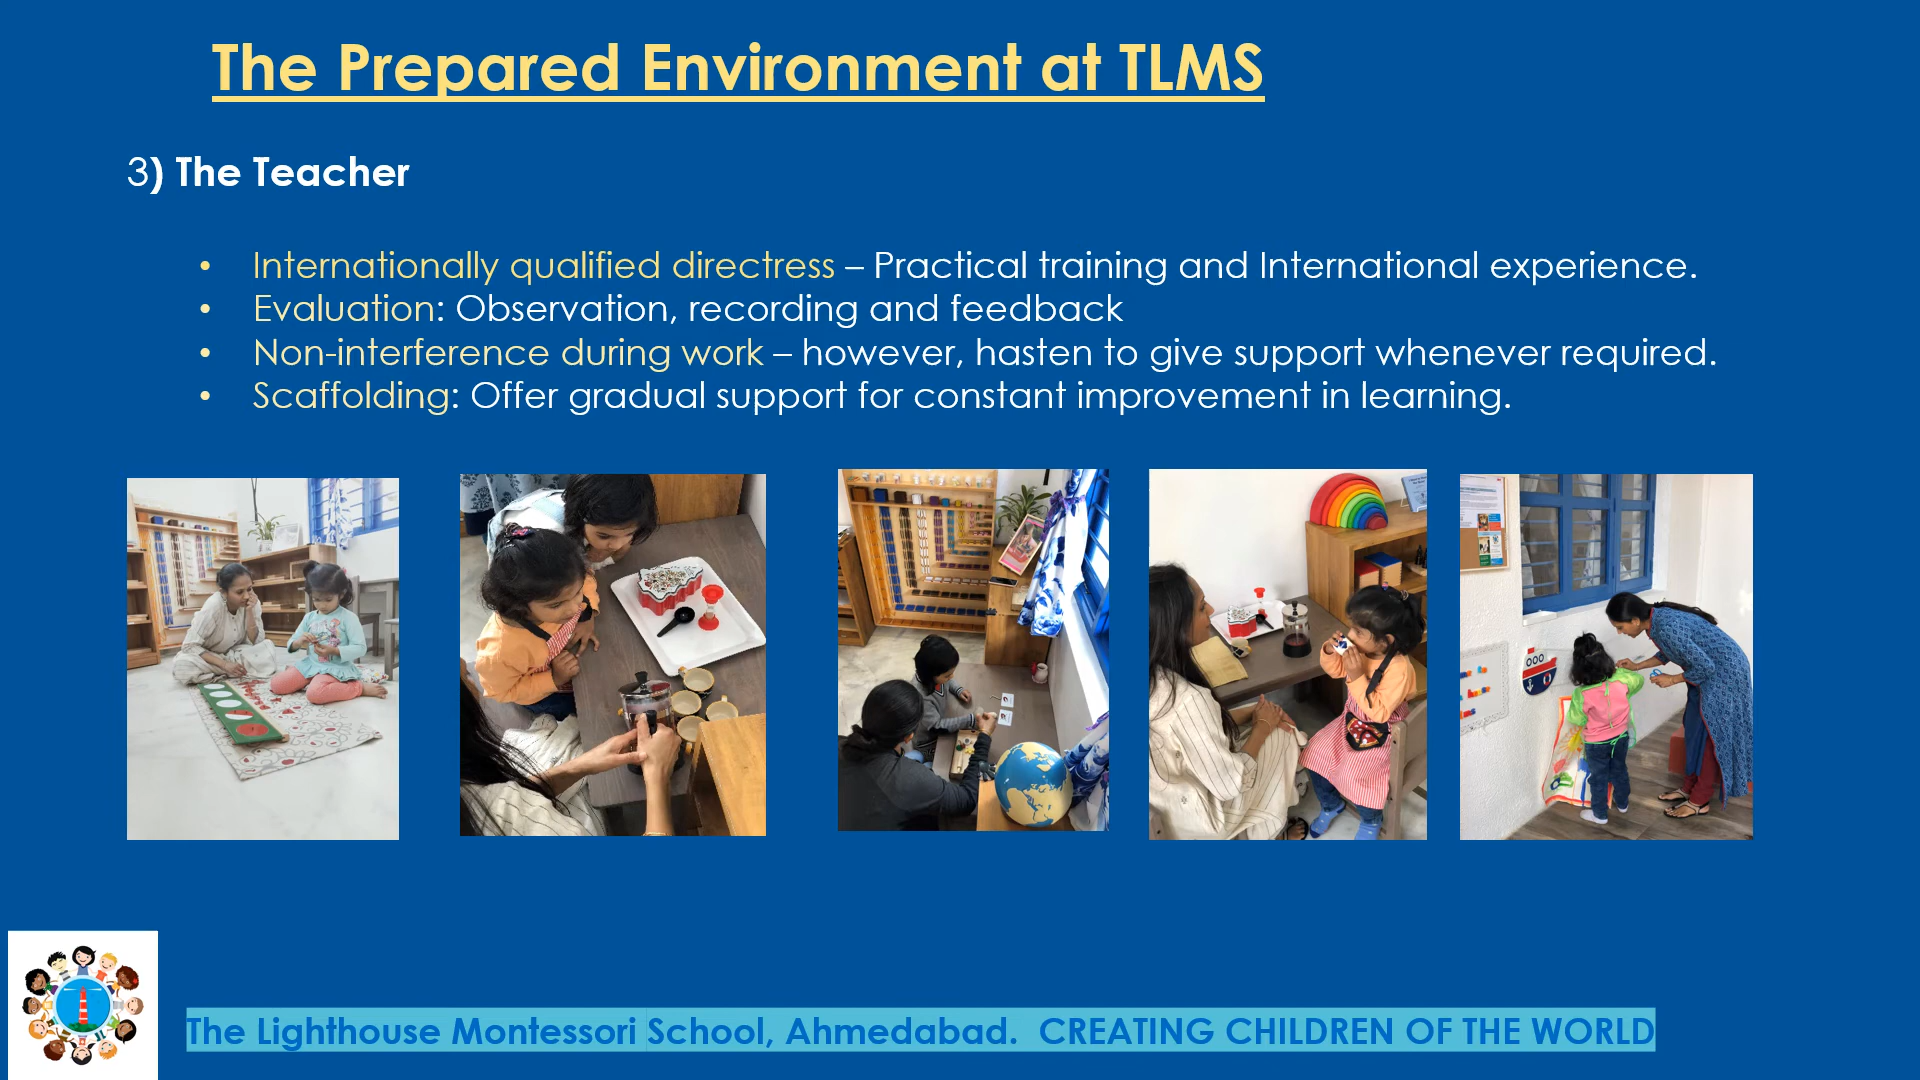 The Prepared Environment at TLMS
3) The Teacher
• Internationally qualified directress – Practical training and International experience.
• Evaluation: Observation, recording and feedback
• Non-interference during work – however, hasten to give support whenever required.
• Scaffolding: Offer gradual support for constant improvement in learning.
The Lighthouse Montessori School, Ahmedabad.  CREATING CHILDREN OF THE WORLD